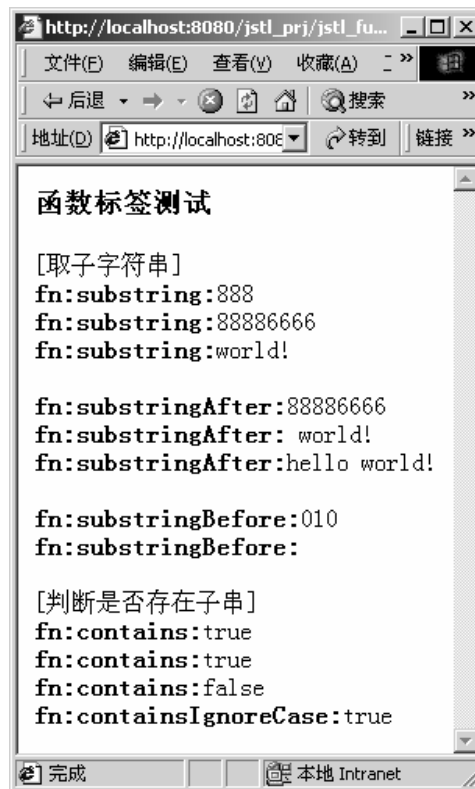 http://localhost:8080/jstl_prj/jstl_fu...
文件(F) 编辑(E) 查看(V) 收藏(A) »
后退 搜索 »
地址(D) http://localhost:808 转到 链接 »
函数标签测试
[取子字符串]
fn:substring:888
fn:substring:88886666
fn:substring:world!
fn:substringAfter:88886666
fn:substringAfter: world!
fn:substringAfter:hello world!
fn:substringBefore:010
fn:substringBefore:
[判断是否存在子串]
fn:contains:true
fn:contains:true
fn:contains:false
fn:containsIgnoreCase:true
完成 本地 Intranet